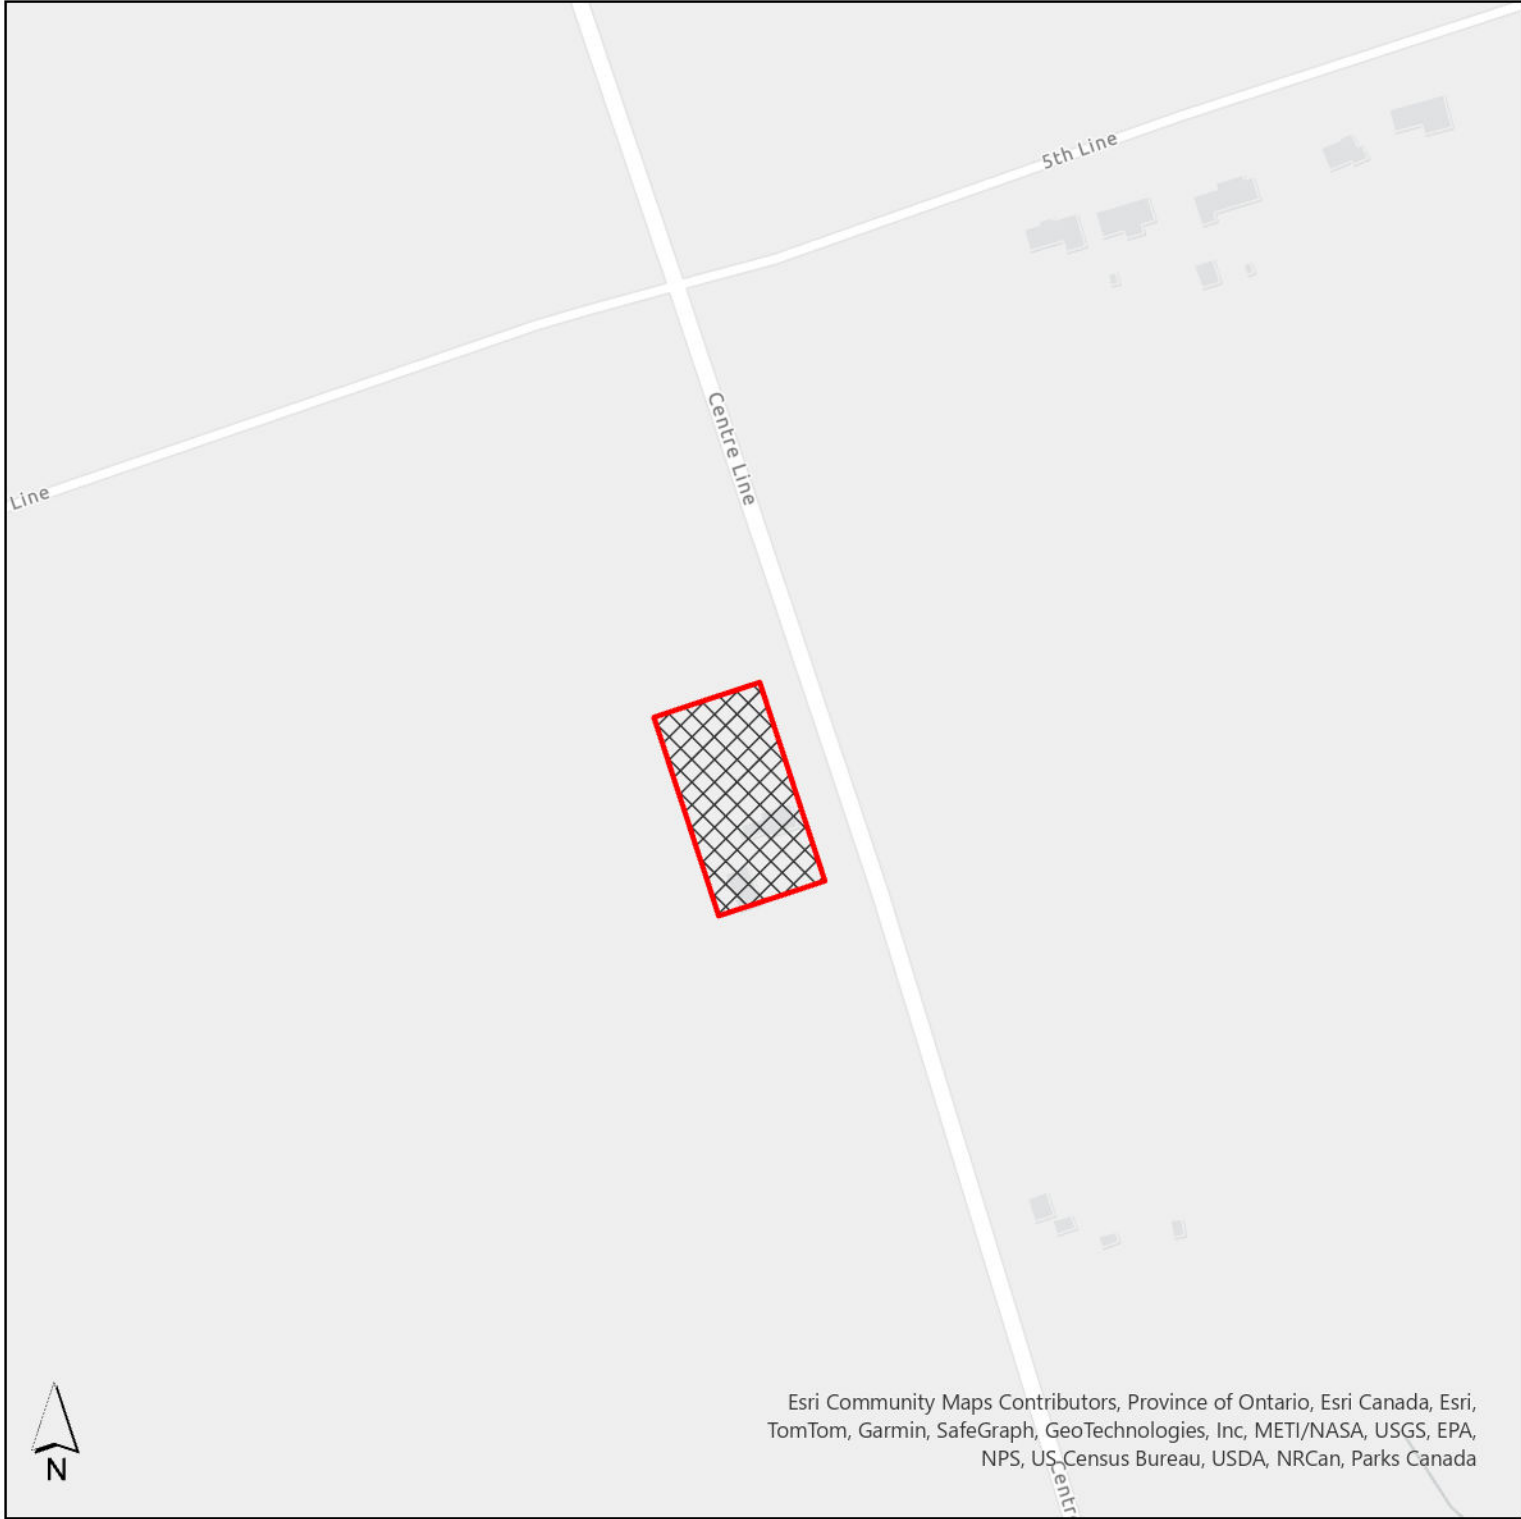 5th Line
Centre Line
Line
Esri Community Maps Contributors, Province of Ontario, Esri Canada, Esri,
TomTom, Garmin, SafeGraph, GeoTechnologies, Inc, METI/NASA, USGS, EPA,
NPS, US Census Bureau, USDA, NRCan, Parks Canada
N
Centr